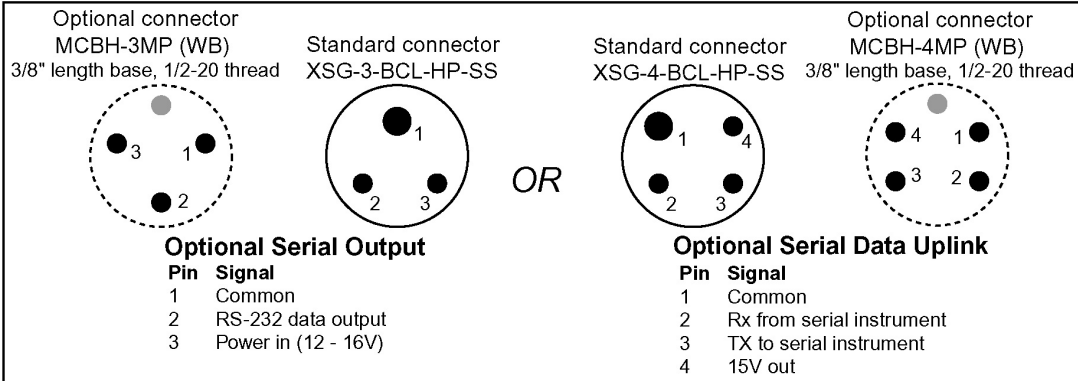 Optional connector
MCBH-3MP (WB)
3/8" length base, 1/2-20 thread
3
1
2
Standard connector
XSG-3-BCL-HP-SS
1
2
3
OR
Standard connector
XSG-4-BCL-HP-SS
1
4
2
3
Optional connector
MCBH-4MP (WB)
3/8" length base, 1/2-20 thread
4
1
3
2
Optional Serial Output
Pin Signal
1 Common
2 RS-232 data output
3 Power in (12 - 16V)
Optional Serial Data Uplink
Pin Signal
1 Common
2 Rx from serial instrument
3 TX to serial instrument
4 15V out